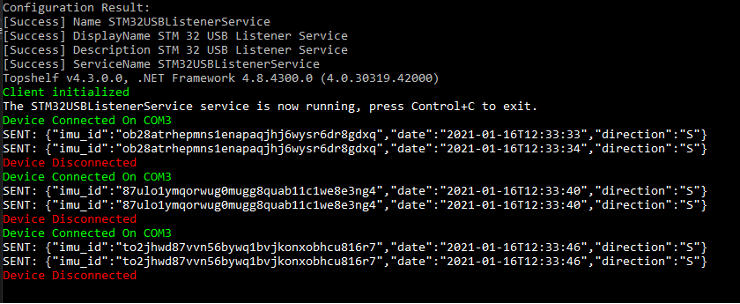 Configuration Result:
[Success] Name STM32USBListenerService
[Success] DisplayName STM 32 USB Listener Service
[Success] Description STM 32 USB Listener Service
[Success] ServiceName STM32USBListenerService
Topshelf v4.3.0.0, .NET Framework 4.8.4300.0 (4.0.30319.42000)
Client initialized
The STM32USBListenerService service is now running, press Control+C to exit.
Device Connected On COM3
SENT: {"imu_id":"ob28atrhepmns1enapaqjhj6wysr6dr8gdxq","date":"2021-01-16T12:33:33","direction":"S"}
SENT: {"imu_id":"ob28atrhepmns1enapaqjhj6wysr6dr8gdxq","date":"2021-01-16T12:33:34","direction":"S"}
Device Disconnected
Device Connected On COM3
SENT: {"imu_id":"87ulo1ymqorwug0mugg8quab11c1we8e3ng4","date":"2021-01-16T12:33:40","direction":"S"}
SENT: {"imu_id":"87ulo1ymqorwug0mugg8quab11c1we8e3ng4","date":"2021-01-16T12:33:40","direction":"S"}
Device Disconnected
Device Connected On COM3
SENT: {"imu_id":"to2jhwd87vvn56bywq1bvjkonxobhcu816r7","date":"2021-01-16T12:33:46","direction":"S"}
SENT: {"imu_id":"to2jhwd87vvn56bywq1bvjkonxobhcu816r7","date":"2021-01-16T12:33:46","direction":"S"}
Device Disconnected